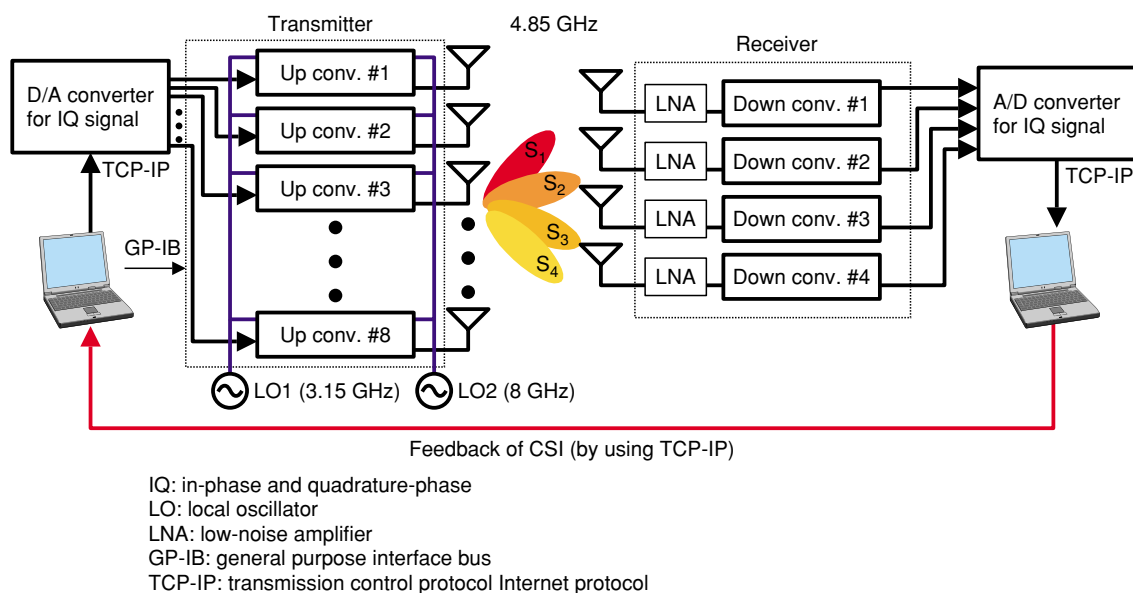 Transmitter
4.85 GHz
Receiver
D/A converter
for IQ signal
Up conv. #1
Up conv. #2
Up conv. #3
Up conv. #8
TCP-IP
GP-IB
LO1 (3.15 GHz)
LO2 (8 GHz)
S1
S2
S3
S4
LNA
Down conv. #1
LNA
Down conv. #2
LNA
Down conv. #3
LNA
Down conv. #4
A/D converter
for IQ signal
TCP-IP
Feedback of CSI (by using TCP-IP)
IQ: in-phase and quadrature-phase
LO: local oscillator
LNA: low-noise amplifier
GP-IB: general purpose interface bus
TCP-IP: transmission control protocol Internet protocol